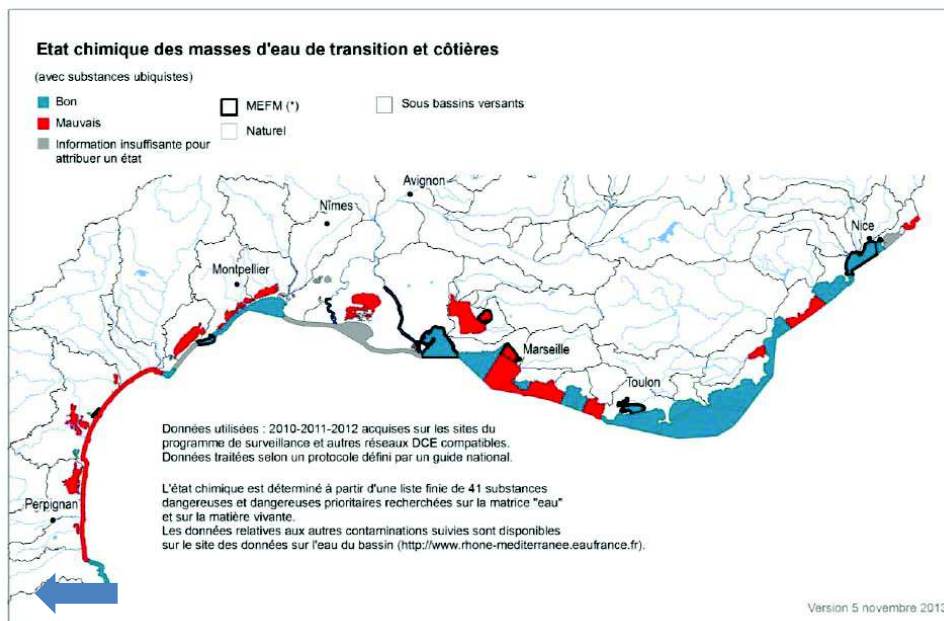 Etat chimique des masses d'eau de transition et côtières
(avec substances ubiquistes)
Bon
Mauvais
Information insuffisante pour
attribuer un état
MEFM (*)
Naturel
Sous bassins versants
Avignon
Nîmes
Nice
Montpellier
Marseille
Toulon
Perpignan
Données utilisées : 2010-2011-2012 acquises sur les sites du
programme de surveillance et autres réseaux DCE compatibles.
Données traitées selon un protocole défini par un guide national.
L'état chimique est déterminé à partir d'une liste finie de 41 substances
dangereuses et dangereuses prioritaires recherchées sur la matrice "eau"
et sur la matière vivante.
Les données relatives aux autres contaminations suivies sont disponibles
sur le site des données sur l'eau du bassin (http://www.rhone-mediterranee.eaufrance.fr).
Version 5 novembre 2013